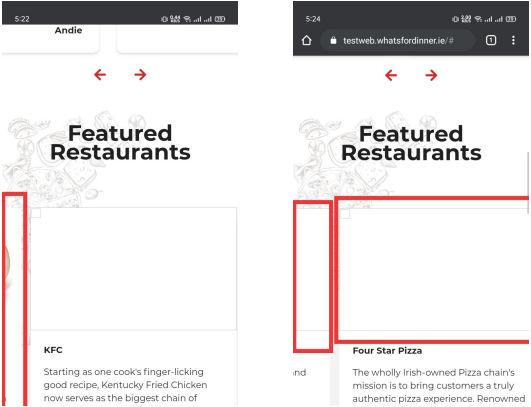 5:22
Andie
Featured
Restaurants
KFC
Starting as one cook's finger-licking
good recipe, Kentucky Fried Chicken
now serves as the biggest chain of
5:24
testweb.whatsfordinner.ie/#
1
Featured
Restaurants
nd
Four Star Pizza
The wholly Irish-owned Pizza chain's
mission is to bring customers a truly
authentic pizza experience. Renowned